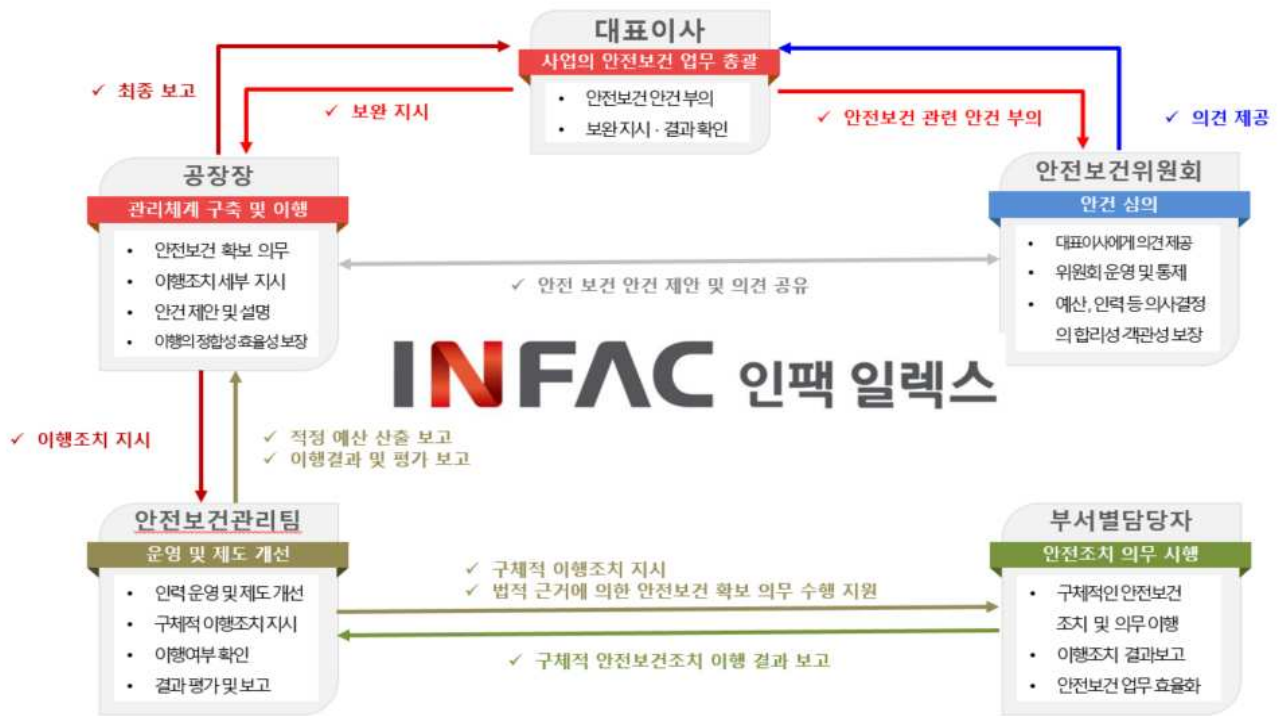 대표이사
사업의 안전보건 업무 총괄
• 안전보건 안건 부의
• 보완 지시 · 결과 확인
✓ 최종 보고
✓ 보완 지시
✓ 안전보건 관련 안건 부의
✓ 의견 제공
공장장
관리체계 구축 및 이행
• 안전보건 확보 의무
• 이행조치 세부 지시
• 안건 제안 및 설명
• 이행의 정합성 효율성 보장
안전보건위원회
안건 심의
• 대표이사에게 의견 제공
• 위원회 운영 및 통제
• 예산, 인력 등 의사결정
의 합리성 객관성 보장
✓ 안전 보건 안건 제안 및 의견 공유
INFAC 인팩 일렉스
✓ 이행조치 지시
✓ 적정 예산 산출 보고
✓ 이행결과 및 평가 보고
안전보건관리팀
운영 및 제도 개선
• 인력 운영 및 제도 개선
• 구체적 이행조치 지시
• 이행여부 확인
• 결과 평가 및 보고
✓ 구체적 이행조치 지시
✓ 법적 근거에 의한 안전보건 확보 의무 수행 지원
✓ 구체적 안전보건조치 이행 결과 보고
부서별담당자
안전조치 의무 시행
• 구체적인 안전보건
조치 및 의무 이행
• 이행조치 결과보고
• 안전보건 업무 효율화